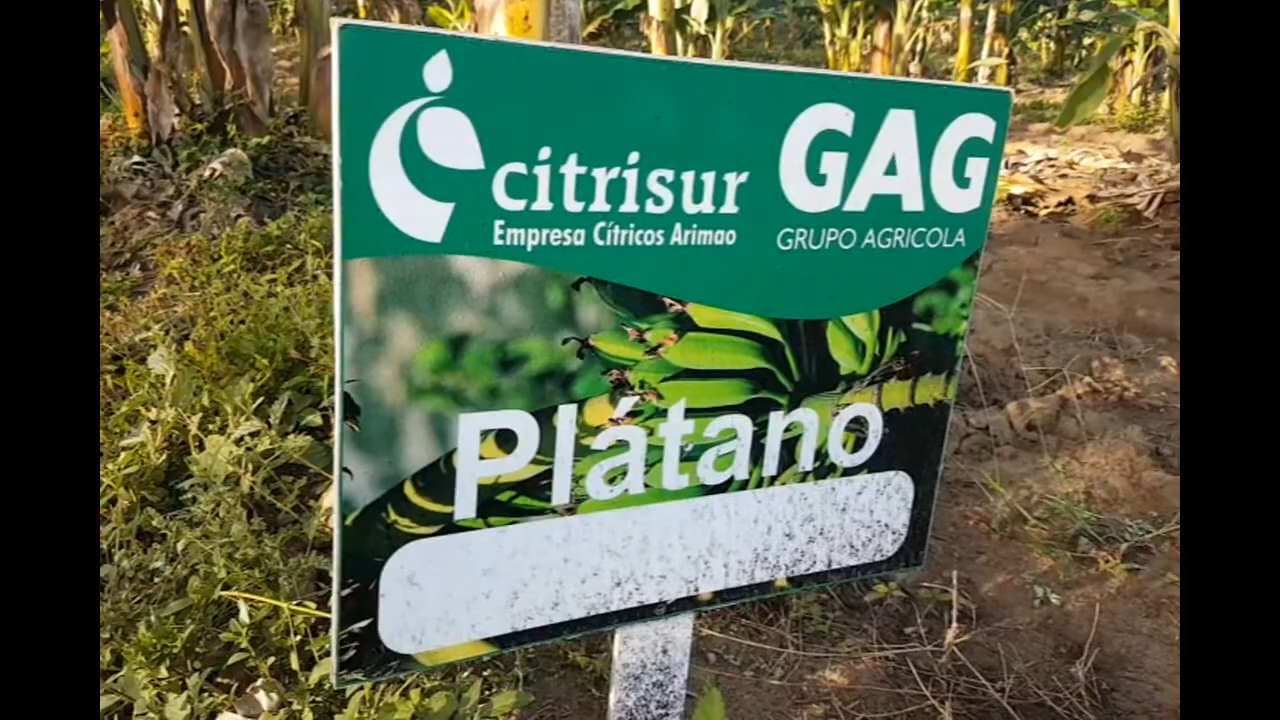 citrisur
Empresa Cítricos Arimao
GAG
GRUPO AGRICOLA
Plátano